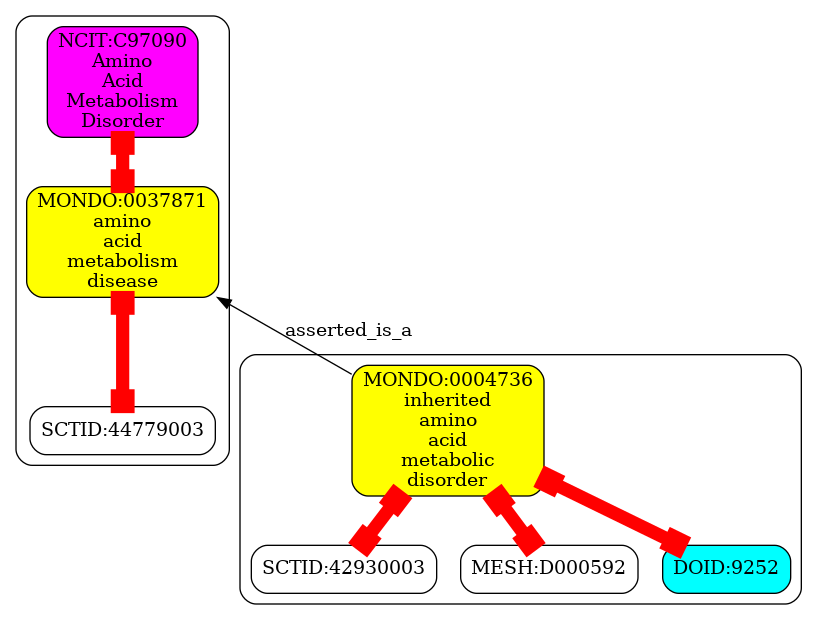 NCIT:C97090
Amino
Acid
Metabolism
Disorder
MONDO:0037871
amino
acid
metabolism
disease
asserted_is_a
SCTID:44779003
MONDO:0004736
inherited
amino
acid
metabolic
disorder
SCTID:42930003
MESH:D000592
DOID:9252